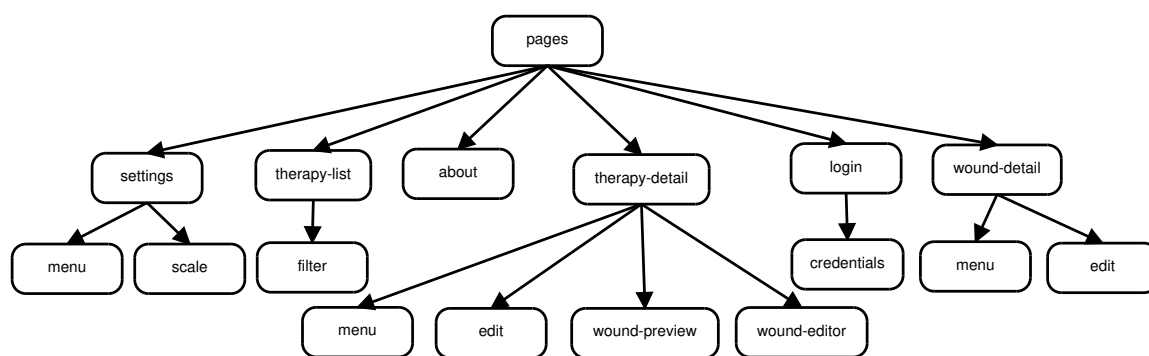 pages
settings
therapy-list
about
therapy-detail
login
wound-detail
menu
scale
filter
credentials
menu
edit
menu
edit
wound-preview
wound-editor